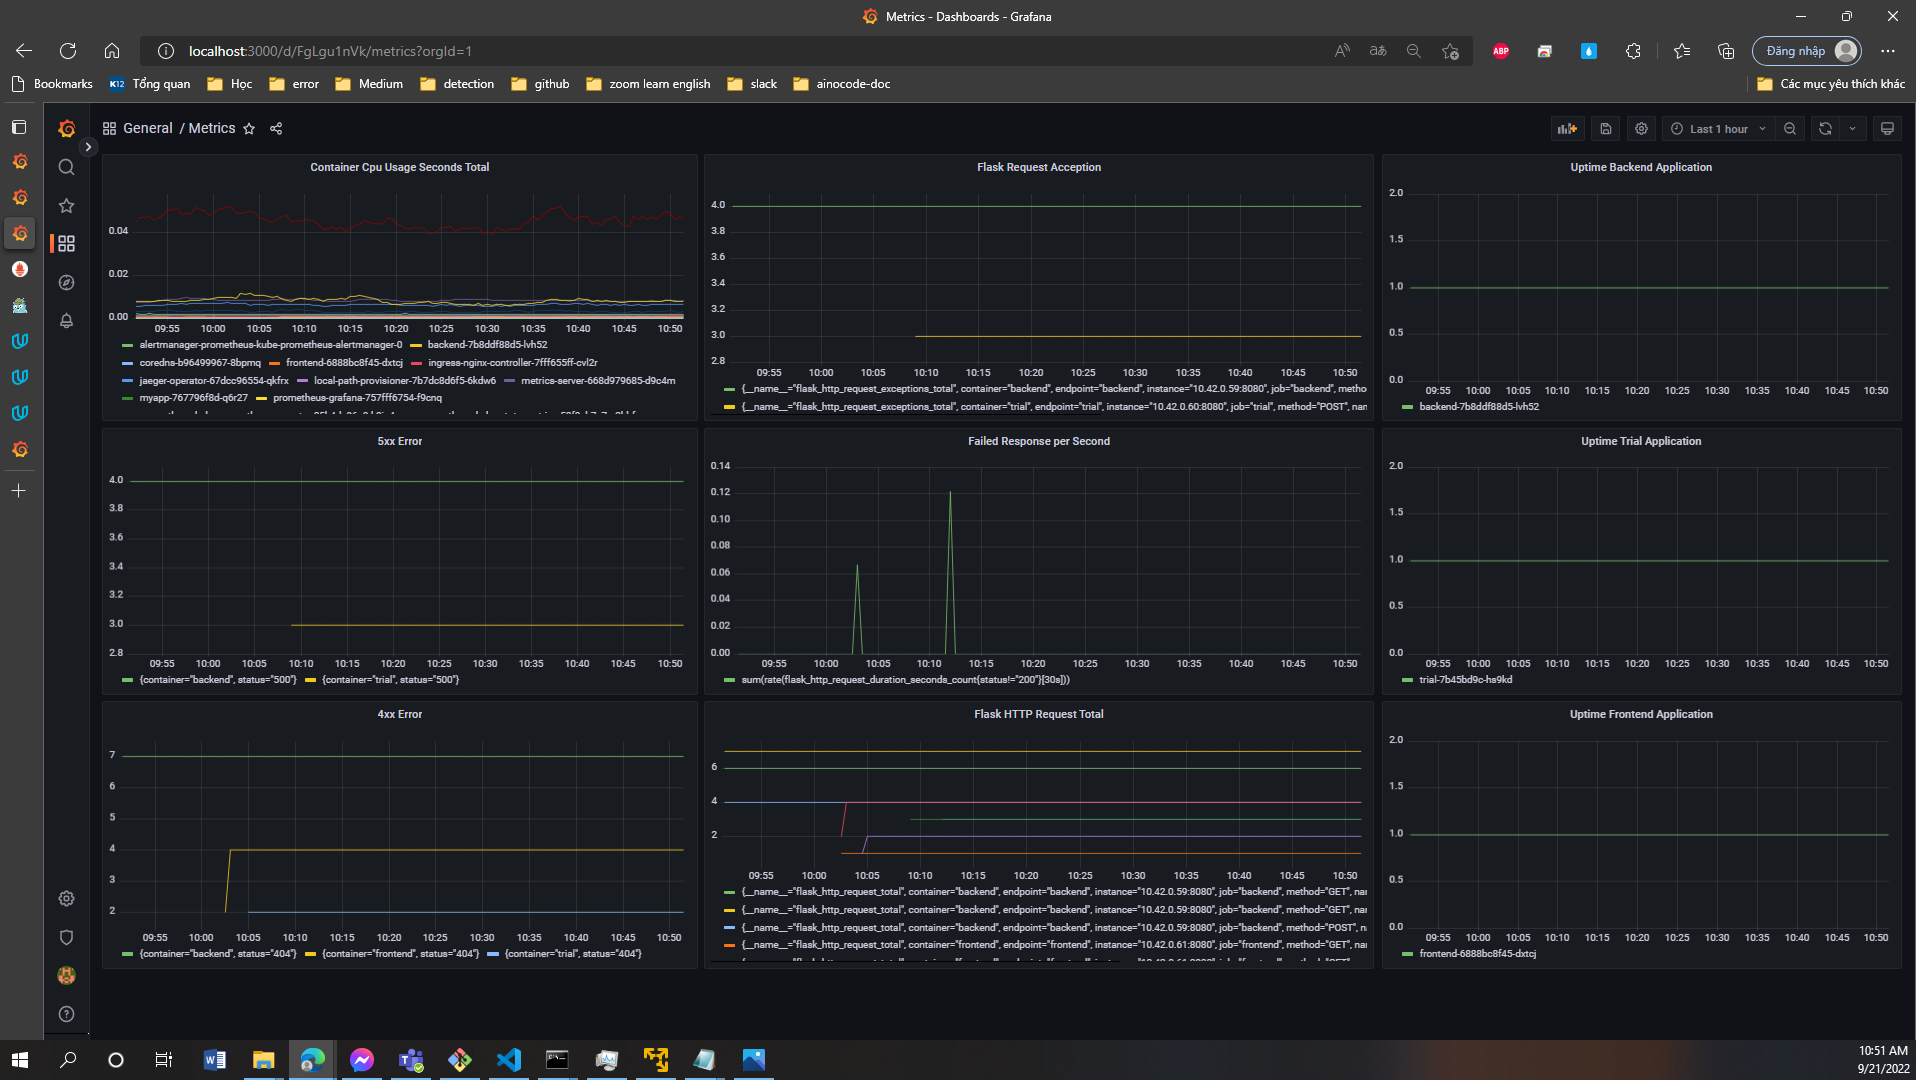 Metrics - Dashboards - Grafana
localhost:3000/d/FgLgu1nVk/metrics?orgId=1
ABP
Đăng nhập
Bookmarks K12 Tổng quan Học error Medium detection github zoom learn english slack ainocode-doc Các mục yêu thích khác
General / Metrics
Last 1 hour
Container Cpu Usage Seconds Total
0.04
0.02
0.00
09:55 10:00 10:05 10:10 10:15 10:20 10:25 10:30 10:35 10:40 10:45 10:50
alertmanager-prometheus-kube-prometheus-alertmanager-0 backend-7b8ddf88d5-lvh52
coredns-b96499967-8bpmq frontend-6888bc8f45-dxtcj ingress-nginx-controller-7fff655ff-cvl2r
jaeger-operator-67dcc96554-qkfrx local-path-provisioner-7b7dc8d6f5-6kdw6 metrics-server-668d979685-d9c4m
myapp-767796f8d-q6r27 prometheus-grafana-757fff6754-f9cnq
Flask Request Acception
4.0
3.8
3.6
3.4
3.2
3.0
2.8
09:55 10:00 10:05 10:10 10:15 10:20 10:25 10:30 10:35 10:40 10:45 10:50
{__name__="flask_http_request_exceptions_total", container="backend", endpoint="backend", instance="10.42.0.59:8080", job="backend", metho
{__name__="flask_http_request_exceptions_total", container="trial", endpoint="trial", instance="10.42.0.60:8080", job="trial", method="POST", nan
Uptime Backend Application
2.0
1.5
1.0
0.5
0.0
09:55 10:00 10:05 10:10 10:15 10:20 10:25 10:30 10:35 10:40 10:45 10:50
backend-7b8ddf88d5-lvh52
5xx Error
4.0
3.8
3.6
3.4
3.2
3.0
2.8
09:55 10:00 10:05 10:10 10:15 10:20 10:25 10:30 10:35 10:40 10:45 10:50
{container="backend", status="500"} {container="trial", status="500"}
Failed Response per Second
0.14
0.12
0.10
0.08
0.06
0.04
0.02
0.00
09:55 10:00 10:05 10:10 10:15 10:20 10:25 10:30 10:35 10:40 10:45 10:50
sum(rate(flask_http_request_duration_seconds_count{status!="200"}[30s]))
Uptime Trial Application
2.0
1.5
1.0
0.5
0.0
09:55 10:00 10:05 10:10 10:15 10:20 10:25 10:30 10:35 10:40 10:45 10:50
trial-7b45bd9c-hs9kd
4xx Error
7
6
5
4
3
2
09:55 10:00 10:05 10:10 10:15 10:20 10:25 10:30 10:35 10:40 10:45 10:50
{container="backend", status="404"} {container="frontend", status="404"} {container="trial", status="404"}
Flask HTTP Request Total
6
4
2
09:55 10:00 10:05 10:10 10:15 10:20 10:25 10:30 10:35 10:40 10:45 10:50
{__name__="flask_http_request_total", container="backend", endpoint="backend", instance="10.42.0.59:8080", job="backend", method="GET", nai
{__name__="flask_http_request_total", container="backend", endpoint="backend", instance="10.42.0.59:8080", job="backend", method="GET", nai
{__name__="flask_http_request_total", container="backend", endpoint="backend", instance="10.42.0.59:8080", job="backend", method="POST", n
{__name__="flask_http_request_total", container="frontend", endpoint="frontend", instance="10.42.0.61:8080", job="frontend", method="GET", n
Uptime Frontend Application
2.0
1.5
1.0
0.5
0.0
09:55 10:00 10:05 10:10 10:15 10:20 10:25 10:30 10:35 10:40 10:45 10:50
frontend-6888bc8f45-dxtcj
10:51 AM
9/21/2022